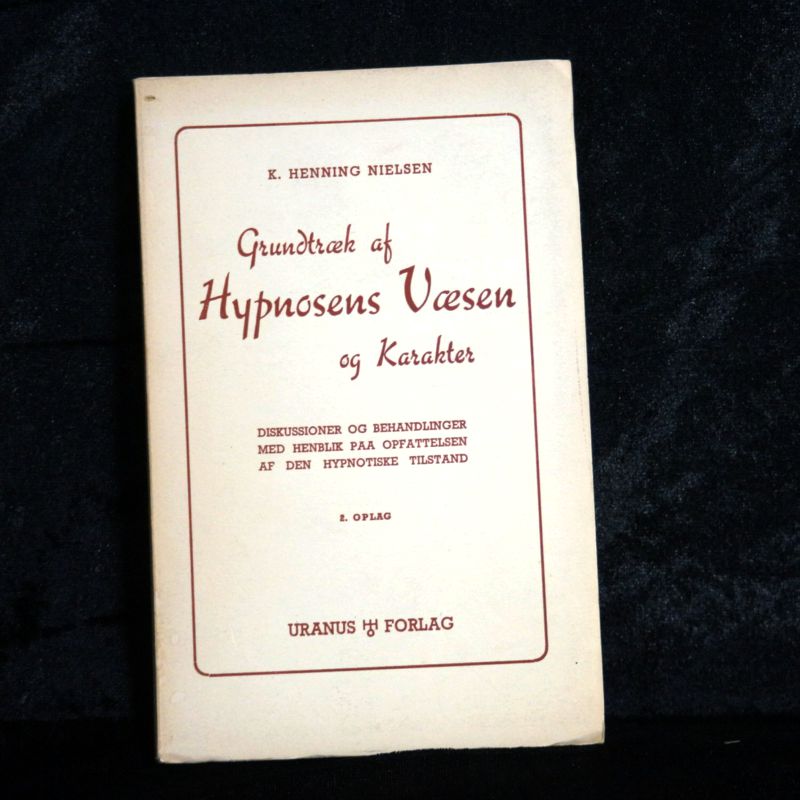 K. HENNING NIELSEN
Grundtræk af
Hypnosens Væsen
og Karakter
DISKUSSIONER OG BEHANDLINGER
MED HENBLIK PAA OPFATTELSEN
AF DEN HYPNOTISKE TILSTAND
2. OPLAG
URANUS ♅ FORLAG